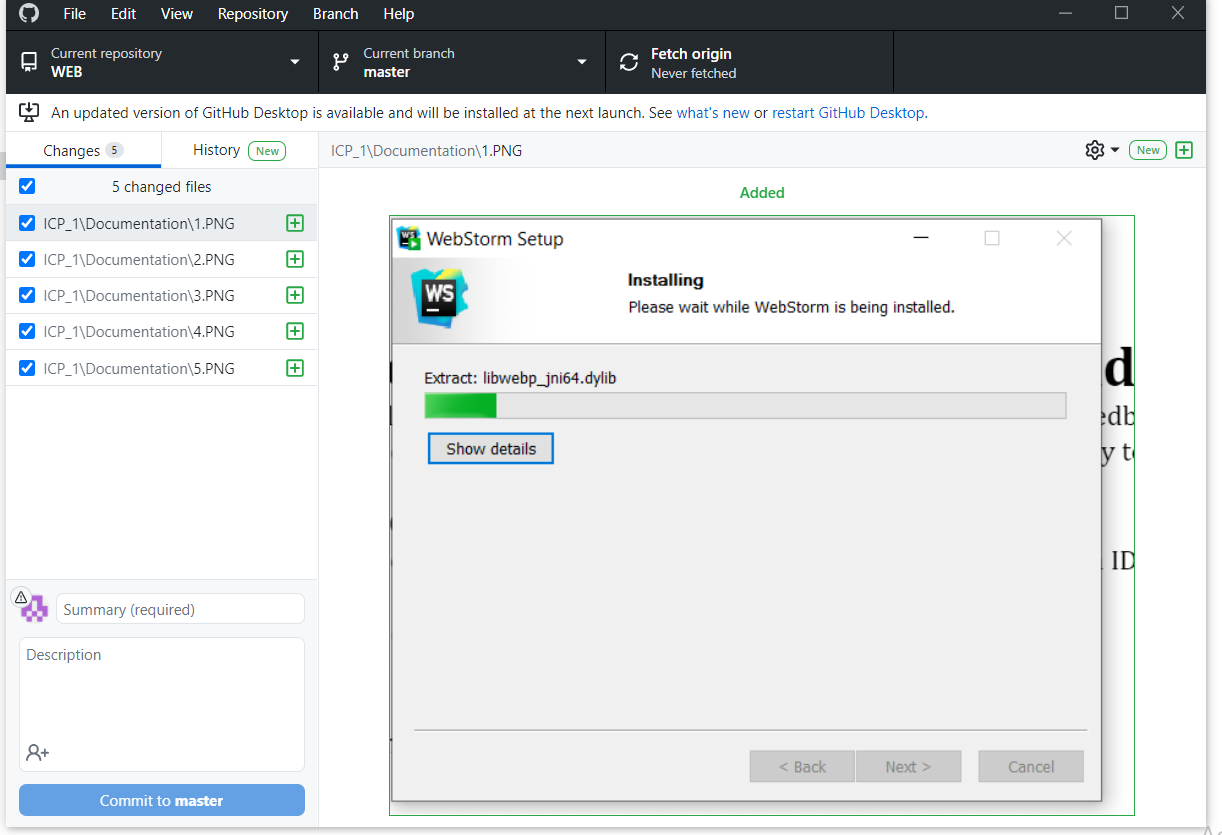 File Edit View Repository Branch Help
Current repository
WEB
Current branch
master
Fetch origin
Never fetched
An updated version of GitHub Desktop is available and will be installed at the next launch. See what's new or restart GitHub Desktop.
Changes 5
History New
ICP_1\Documentation\1.PNG
New
5 changed files
ICP_1\Documentation\1.PNG
ICP_1\Documentation\2.PNG
ICP_1\Documentation\3.PNG
ICP_1\Documentation\4.PNG
ICP_1\Documentation\5.PNG
Summary (required)
Description
Commit to master
Added
WS
WebStorm Setup
WS
Installing
Please wait while WebStorm is being installed.
Extract: libwebp_jni64.dylib
Show details
< Back
Next >
Cancel